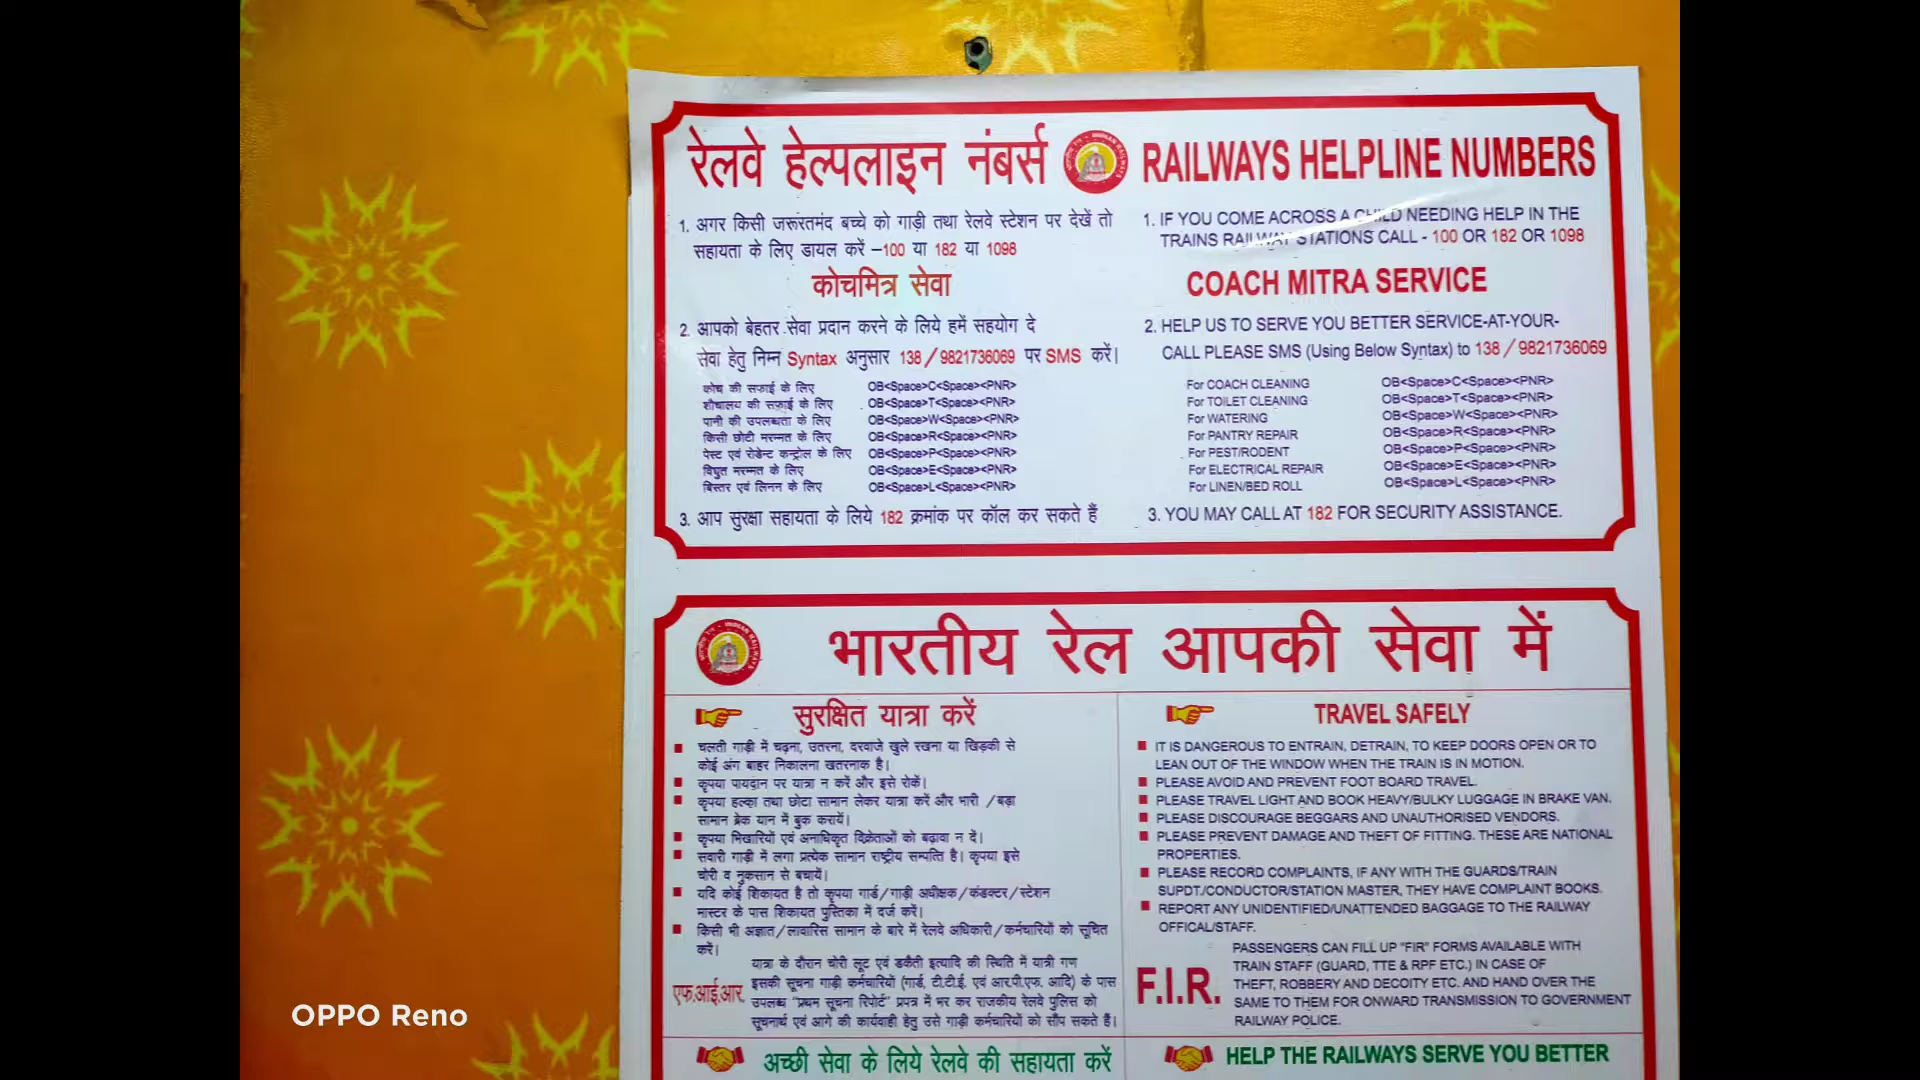 रेलवे हेल्पलाइन नंबर्स
1. अगर किसी जरूरतमंद बच्चे को गाड़ी तथा रेलवे स्टेशन पर देखें तो
सहायता के लिए डायल करें –100 या 182 या 1098
कोचमित्र सेवा
2. आपको बेहतर सेवा प्रदान करने के लिये हमें सहयोग दे
सेवा हेतु निम्न Syntax अनुसार 138/9821736069 पर SMS करें।
कोच की सफाई के लिए OB<Space>C<Space><PNR>
शौचालय की सफ़ाई के लिए OB<Space>T<Space><PNR>
पानी की उपलब्धता के लिए OB<Space>W<Space><PNR>
किसी छोटी मरम्मत के लिए OB<Space>R<Space><PNR>
पेस्ट एवं रोडेन्ट कन्ट्रोल के लिए OB<Space>P<Space><PNR>
विद्युत मरम्मत के लिए OB<Space>E<Space><PNR>
बिस्तर एवं लिनन के लिए OB<Space>L<Space><PNR>
3. आप सुरक्षा सहायता के लिये 182 क्रमांक पर कॉल कर सकते हैं
RAILWAYS HELPLINE NUMBERS
1. IF YOU COME ACROSS A CHILD NEEDING HELP IN THE
TRAINS RAILWAY STATIONS CALL - 100 OR 182 OR 1098
COACH MITRA SERVICE
2. HELP US TO SERVE YOU BETTER SERVICE-AT-YOUR-
CALL PLEASE SMS (Using Below Syntax) to 138/9821736069
For COACH CLEANING OB<Space>C<Space><PNR>
For TOILET CLEANING OB<Space>T<Space><PNR>
For WATERING OB<Space>W<Space><PNR>
For PANTRY REPAIR OB<Space>R<Space><PNR>
For PEST/RODENT OB<Space>P<Space><PNR>
For ELECTRICAL REPAIR OB<Space>E<Space><PNR>
For LINEN/BED ROLL OB<Space>L<Space><PNR>
3. YOU MAY CALL AT 182 FOR SECURITY ASSISTANCE.
भारतीय रेल आपकी सेवा में
सुरक्षित यात्रा करें
चलती गाड़ी में चढ़ना, उतरना, दरवाजे खुले रखना या खिड़की से
कोई अंग बाहर निकालना खतरनाक है।
कृपया पायदान पर यात्रा न करें और इसे रोकें।
कृपया हल्का तथा छोटा सामान लेकर यात्रा करें और भारी /बड़ा
सामान ब्रेक यान में बुक करायें।
कृपया भिखारियों एवं अनाधिकृत विक्रेताओं को बढ़ावा न दें।
सवारी गाड़ी में लगा प्रत्येक सामान राष्ट्रीय सम्पत्ति है। कृपया इसे
चोरी व नुकसान से बचायें।
यदि कोई शिकायत है तो कृपया गार्ड/गाड़ी अधीक्षक/कंडक्टर/स्टेशन
मास्टर के पास शिकायत पुस्तिका में दर्ज करें।
किसी भी अज्ञात/लावारिस सामान के बारे में रेलवे अधिकारी/कर्मचारियों को सूचित
करें।
एफ.आई.आर.
यात्रा के दौरान चोरी लूट एवं डकैती इत्यादि की स्थिति में यात्री गण
इसकी सूचना गाड़ी कर्मचारियों (गार्ड, टी.टी.ई. एवं आर.पी.एफ. आदि) के पास
उपलब्ध "प्रथम सूचना रिपोर्ट" प्रपत्र में भर कर राजकीय रेलवे पुलिस को
सूचनार्थ एवं आगे की कार्यवाही हेतु उसे गाड़ी कर्मचारियों को सौंप सकते हैं।
अच्छी सेवा के लिये रेलवे की सहायता करें
TRAVEL SAFELY
IT IS DANGEROUS TO ENTRAIN, DETRAIN, TO KEEP DOORS OPEN OR TO
LEAN OUT OF THE WINDOW WHEN THE TRAIN IS IN MOTION.
PLEASE AVOID AND PREVENT FOOT BOARD TRAVEL.
PLEASE TRAVEL LIGHT AND BOOK HEAVY/BULKY LUGGAGE IN BRAKE VAN.
PLEASE DISCOURAGE BEGGARS AND UNAUTHORISED VENDORS.
PLEASE PREVENT DAMAGE AND THEFT OF FITTING. THESE ARE NATIONAL
PROPERTIES.
PLEASE RECORD COMPLAINTS, IF ANY WITH THE GUARDS/TRAIN
SUPDT./CONDUCTOR/STATION MASTER, THEY HAVE COMPLAINT BOOKS.
REPORT ANY UNIDENTIFIED/UNATTENDED BAGGAGE TO THE RAILWAY
OFFICAL/STAFF.
F.I.R.
PASSENGERS CAN FILL UP "FIR" FORMS AVAILABLE WITH
TRAIN STAFF (GUARD, TTE & RPF ETC.) IN CASE OF
THEFT, ROBBERY AND DECOITY ETC. AND HAND OVER THE
SAME TO THEM FOR ONWARD TRANSMISSION TO GOVERNMENT
RAILWAY POLICE.
HELP THE RAILWAYS SERVE YOU BETTER
OPPO Reno